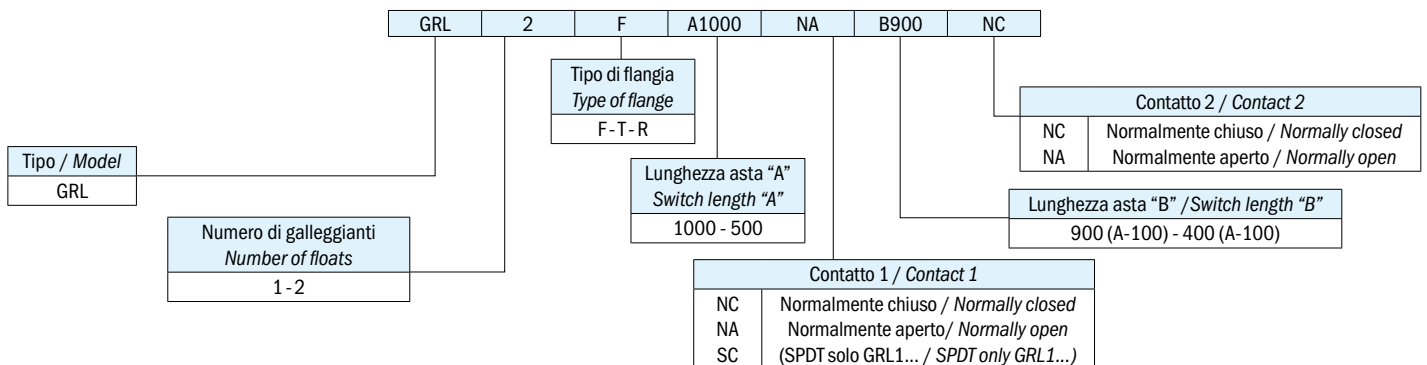 GRL 2 F A1000 NA B900 NC
Tipo di flangia
Type of flange
F-T-R
Contatto 2 / Contact 2
NC Normalmente chiuso / Normally closed
NA Normalmente aperto / Normally open
Tipo / Model
GRL
Lunghezza asta “A”
Switch length “A”
1000 - 500
Lunghezza asta “B” /Switch length “B”
900 (A-100) - 400 (A-100)
Numero di galleggianti
Number of floats
1-2
Contatto 1 / Contact 1
NC Normalmente chiuso / Normally closed
NA Normalmente aperto/ Normally open
SC (SPDT solo GRL1... / SPDT only GRL1...)